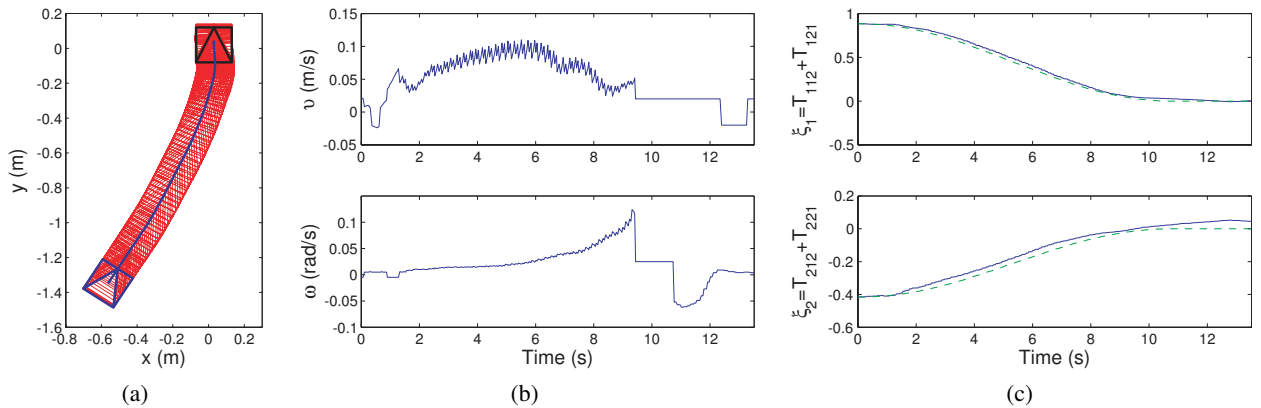 0.2
0
-0.2
-0.4
-0.6
-0.8
-1
-1.2
-1.4
-1.6
-0.8 -0.6 -0.4 -0.2 0 0.2
y (m)
x (m)
(a)
0.15
0.1
0.05
0
-0.05
0 2 4 6 8 10 12
υ (m/s)
0.1
0.05
0
-0.05
-0.1
0 2 4 6 8 10 12
ω (rad/s)
Time (s)
(b)
1
0.5
0
-0.5
0 2 4 6 8 10 12
ξ₁=T₁₁₂+T₁₂₁
0.2
0
-0.2
-0.4
-0.6
0 2 4 6 8 10 12
ξ₂=T₂₁₂+T₂₂₁
Time (s)
(c)